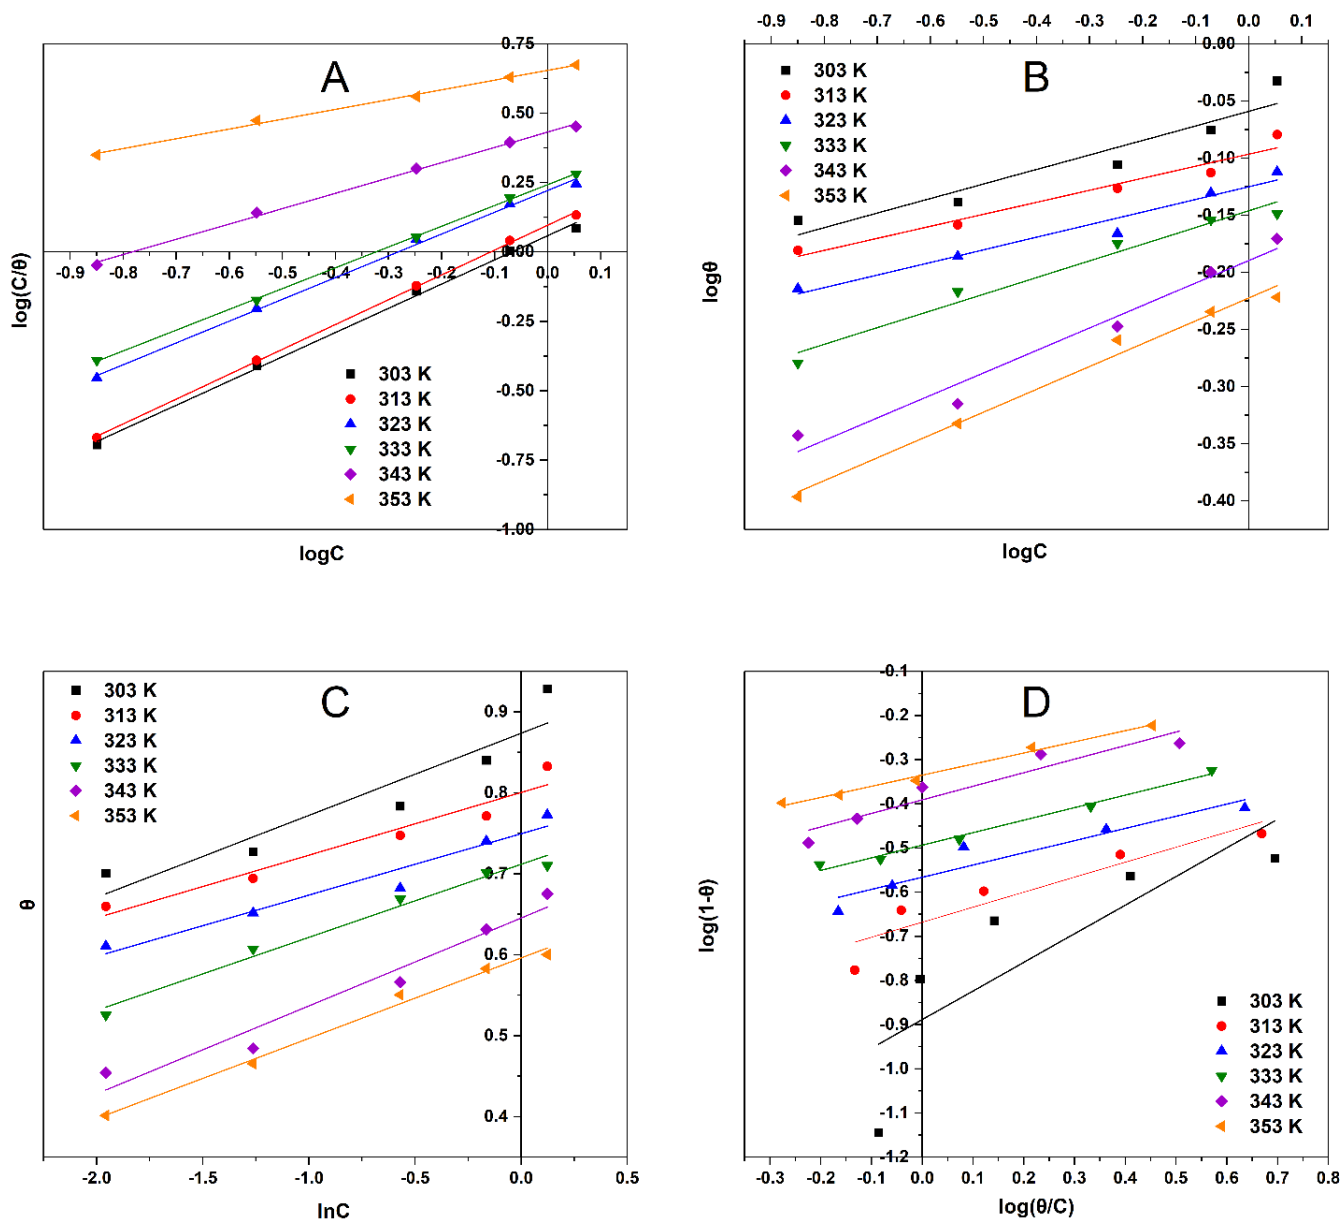 A
0.75
0.50
0.25
0.00
-0.9 -0.8 -0.7 -0.6 -0.5 -0.4 -0.3 -0.2 -0.1 0.0 0.1
-0.25
-0.50
-0.75
-1.00
log(C/θ)
303 K
313 K
323 K
333 K
343 K
353 K
logC
-0.9 -0.8 -0.7 -0.6 -0.5 -0.4 -0.3 -0.2 -0.1 0.0 0.1
B
303 K
313 K
323 K
333 K
343 K
353 K
0.00
-0.05
-0.10
-0.15
-0.20
-0.25
-0.30
-0.35
-0.40
logθ
logC
C
303 K
313 K
323 K
333 K
343 K
353 K
0.9
0.8
0.7
0.6
0.5
0.4
θ
-2.0 -1.5 -1.0 -0.5 0.0 0.5
lnC
D
-0.1
-0.2
-0.3
-0.4
-0.5
-0.6
-0.7
-0.8
-0.9
-1.0
-1.1
-1.2
log(1-θ)
303 K
313 K
323 K
333 K
343 K
353 K
-0.3 -0.2 -0.1 0.0 0.1 0.2 0.3 0.4 0.5 0.6 0.7 0.8
log(θ/C)